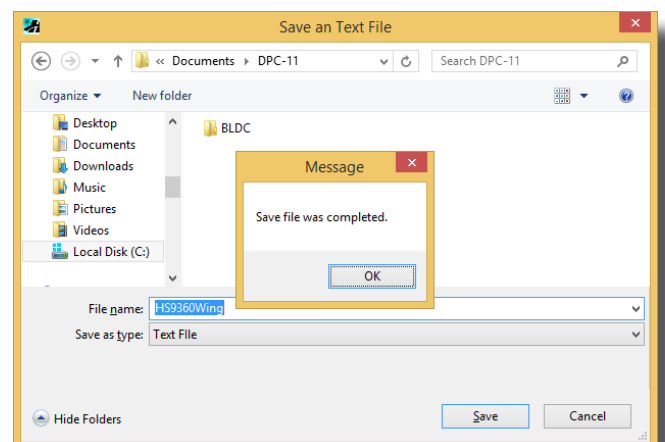 Save an Text File
« Documents DPC-11
Search DPC-11
Organize New folder
Desktop
Documents
Downloads
Music
Pictures
Videos
Local Disk (C:)
BLDC
Message
Save file was completed.
OK
File name: HS9360Wing
Save as type: Text FIle
Hide Folders
Save Cancel